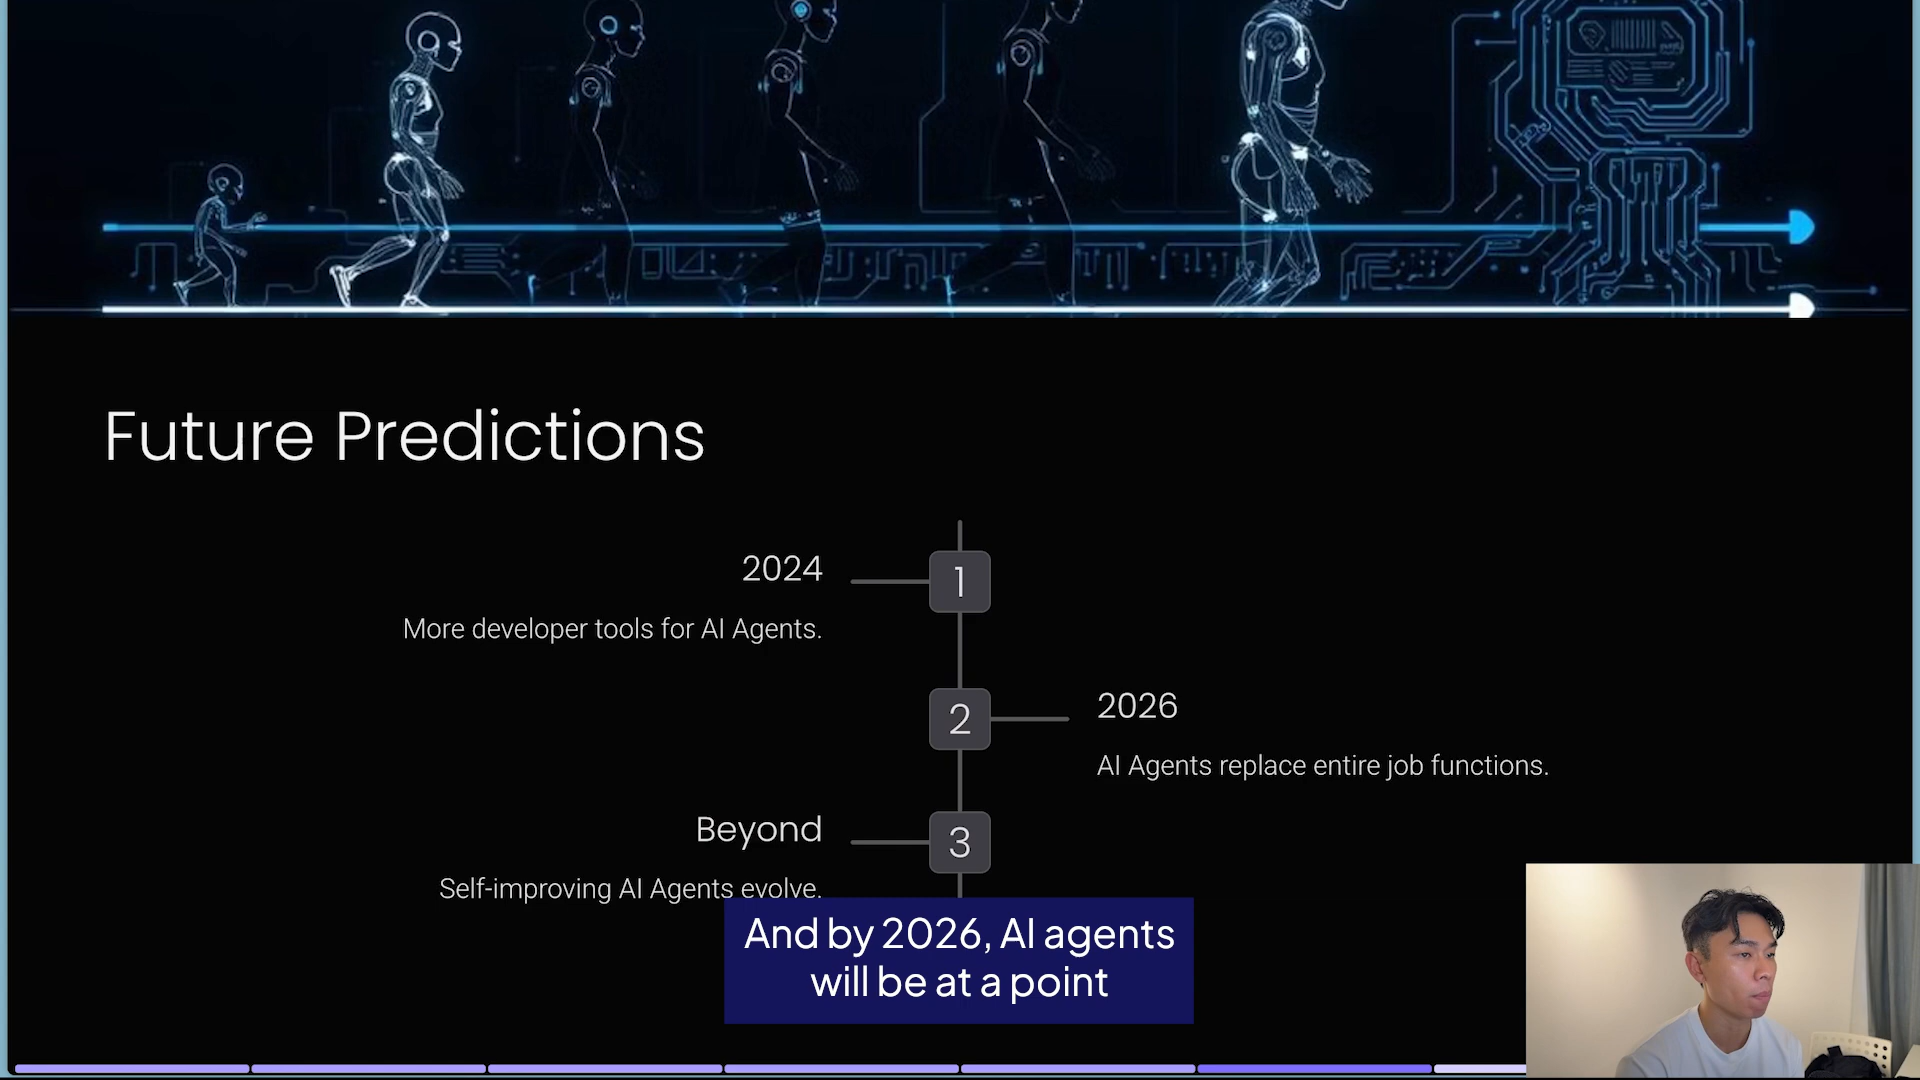 Future Predictions
2024
1
More developer tools for AI Agents.
2
2026
AI Agents replace entire job functions.
Beyond
3
Self-improving AI Agents evolve.
And by 2026, AI agents
will be at a point